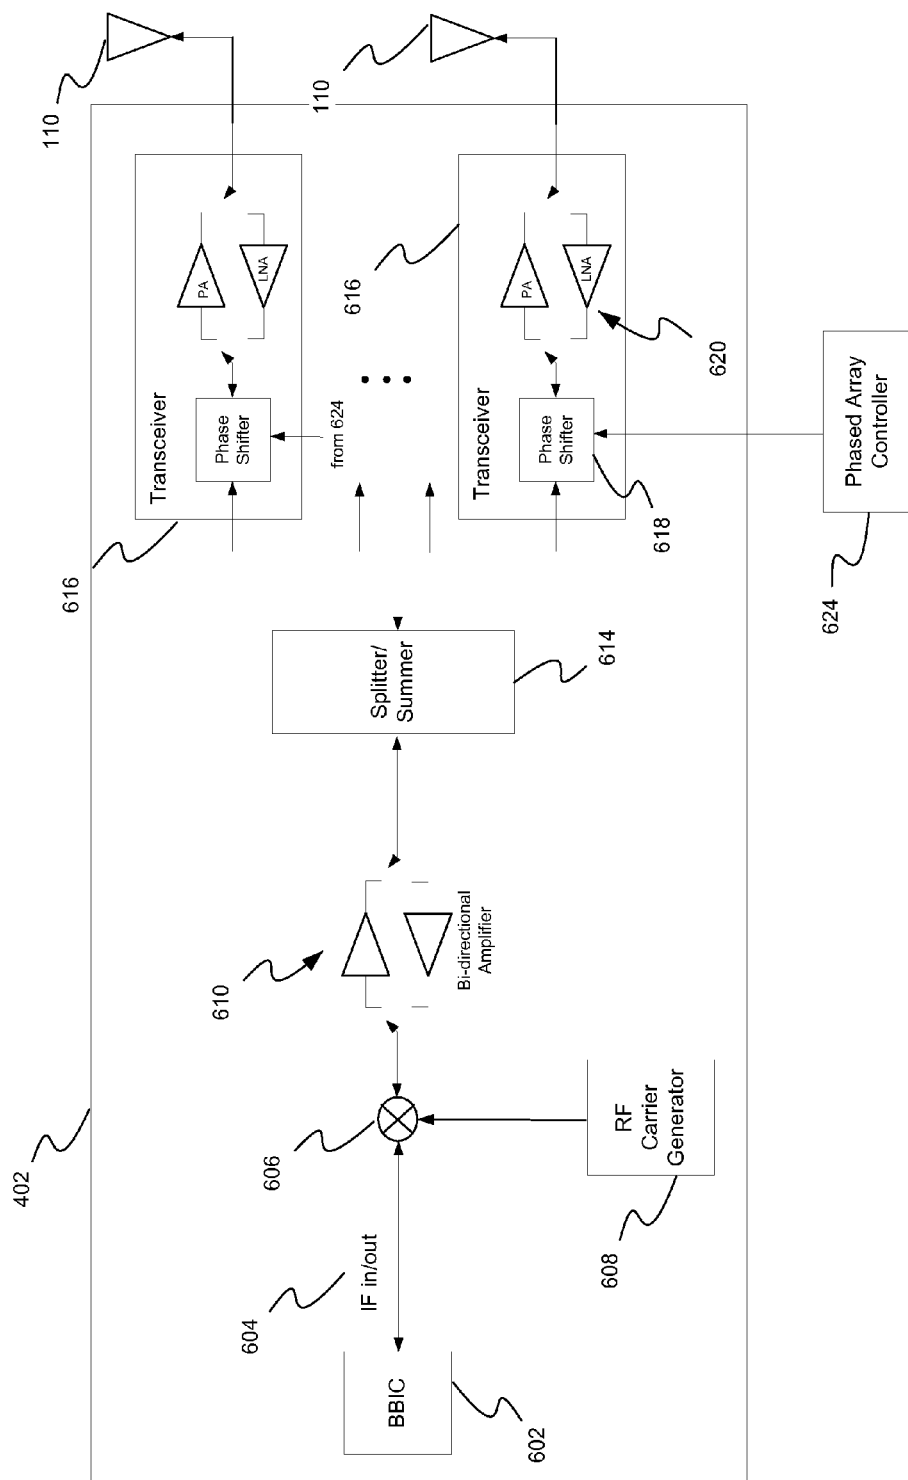 402
602
BBIC
604
IF in/out
606
608
RF
Carrier
Generator
610
Bi-directional
Amplifier
614
Splitter/
Summer
616
Transceiver
Phase
Shifter
from 624
PA
LNA
110
616
Transceiver
Phase
Shifter
618
PA
LNA
620
110
624
Phased Array
Controller